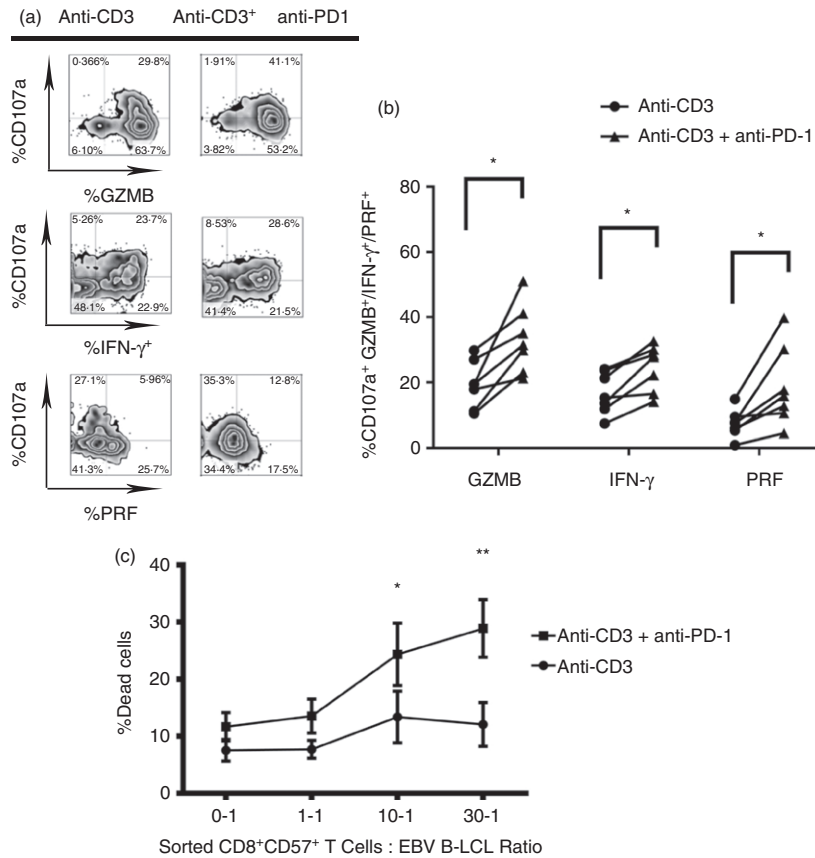 (a) Anti-CD3 Anti-CD3⁺ anti-PD1
0·366% 29·8%
6·10% 63·7%
1·91% 41·1%
3·82% 53·2%
%CD107a
%GZMB
5·26% 23·7%
48·1% 22·9%
8·53% 28·6%
41·4% 21·5%
%CD107a
%IFN-γ⁺
27·1% 5·96%
41·3% 25·7%
35·3% 12·8%
34·4% 17·5%
%CD107a
%PRF
(b)
Anti-CD3
Anti-CD3 + anti-PD-1
%CD107a⁺ GZMB⁺/IFN-γ⁺/PRF⁺
80
60
40
20
0
* * *
GZMB IFN-γ PRF
(c)
%Dead cells
40
30
20
10
0
* **
Anti-CD3 + anti-PD-1
Anti-CD3
0-1 1-1 10-1 30-1
Sorted CD8⁺CD57⁺ T Cells : EBV B-LCL Ratio